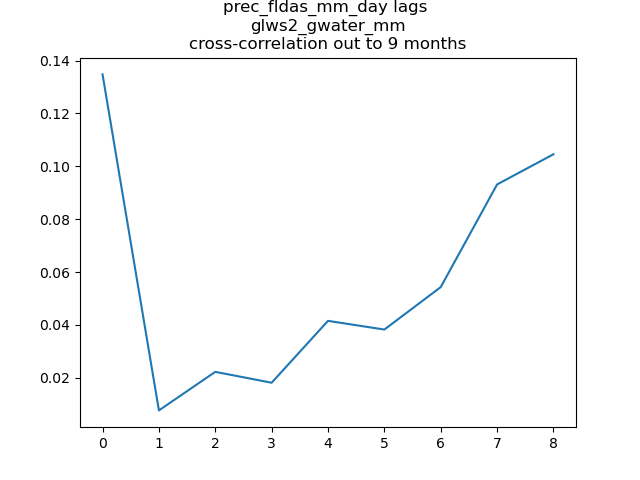 prec_fldas_mm_day lags
glws2_gwater_mm
cross-correlation out to 9 months
0.14
0.12
0.10
0.08
0.06
0.04
0.02
0 1 2 3 4 5 6 7 8